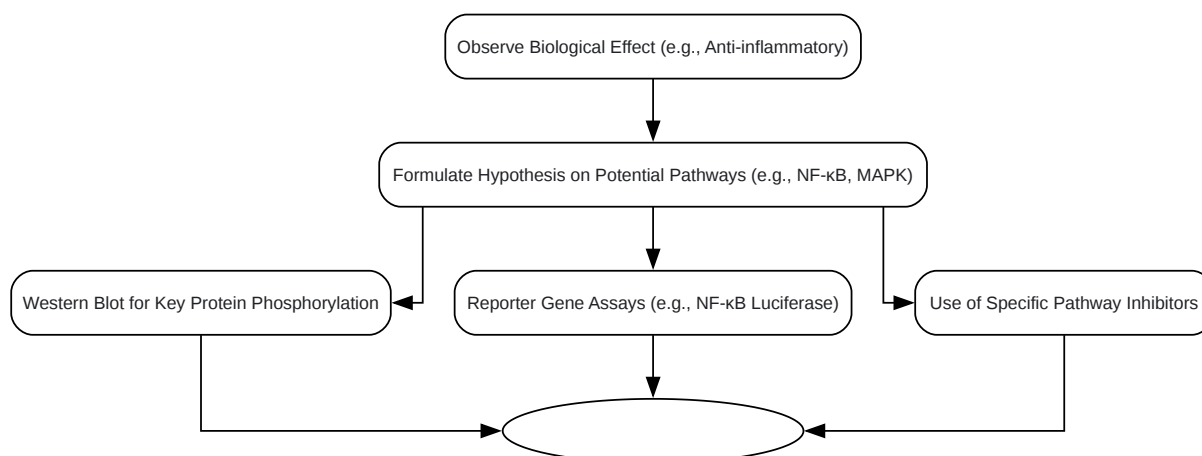 Observe Biological Effect (e.g., Anti-inflammatory)
Formulate Hypothesis on Potential Pathways (e.g., NF-κB, MAPK)
Western Blot for Key Protein Phosphorylation
Reporter Gene Assays (e.g., NF-κB Luciferase)
Use of Specific Pathway Inhibitors